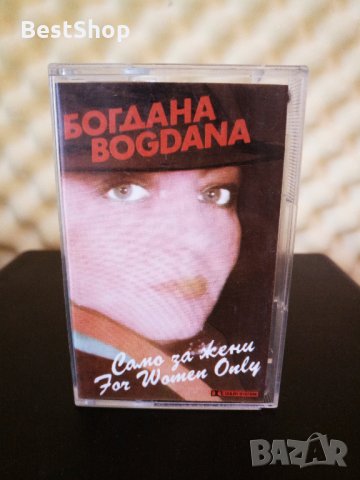 BestShop
БОГДАНА
BOGDANA
Само за жени
For Women Only
BAZAR